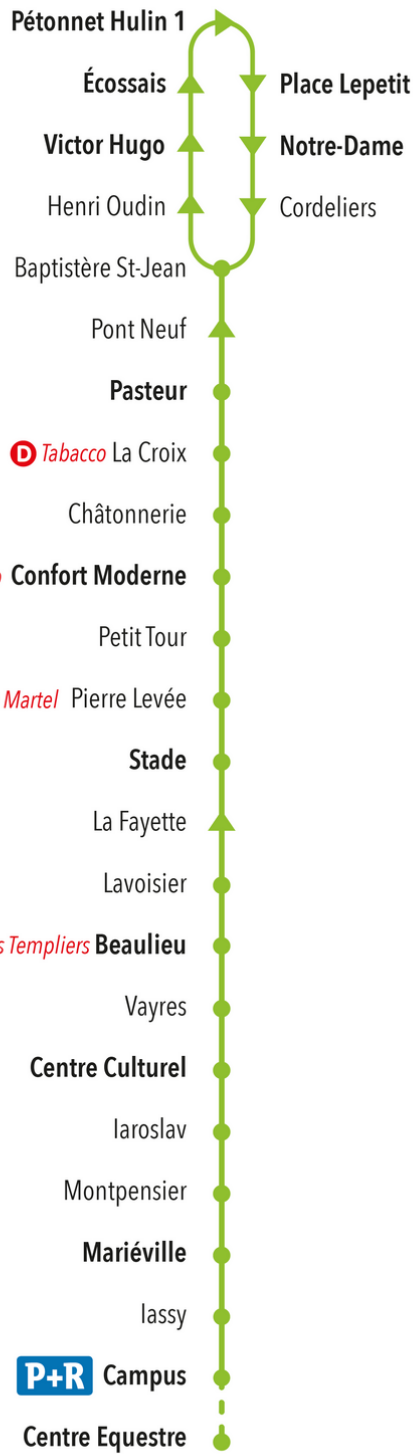 Pétonnet Hulin 1
Écossais Place Lepetit
Victor Hugo Notre-Dame
Henri Oudin Cordeliers
Baptistère St-Jean
Pont Neuf
Pasteur
D Tabacco La Croix
Châtonnerie
Confort Moderne
Petit Tour
Martel Pierre Levée
Stade
La Fayette
Lavoisier
s Templiers Beaulieu
Vayres
Centre Culturel
Iaroslav
Montpensier
Mariéville
Iassy
P+R Campus
Centre Equestre